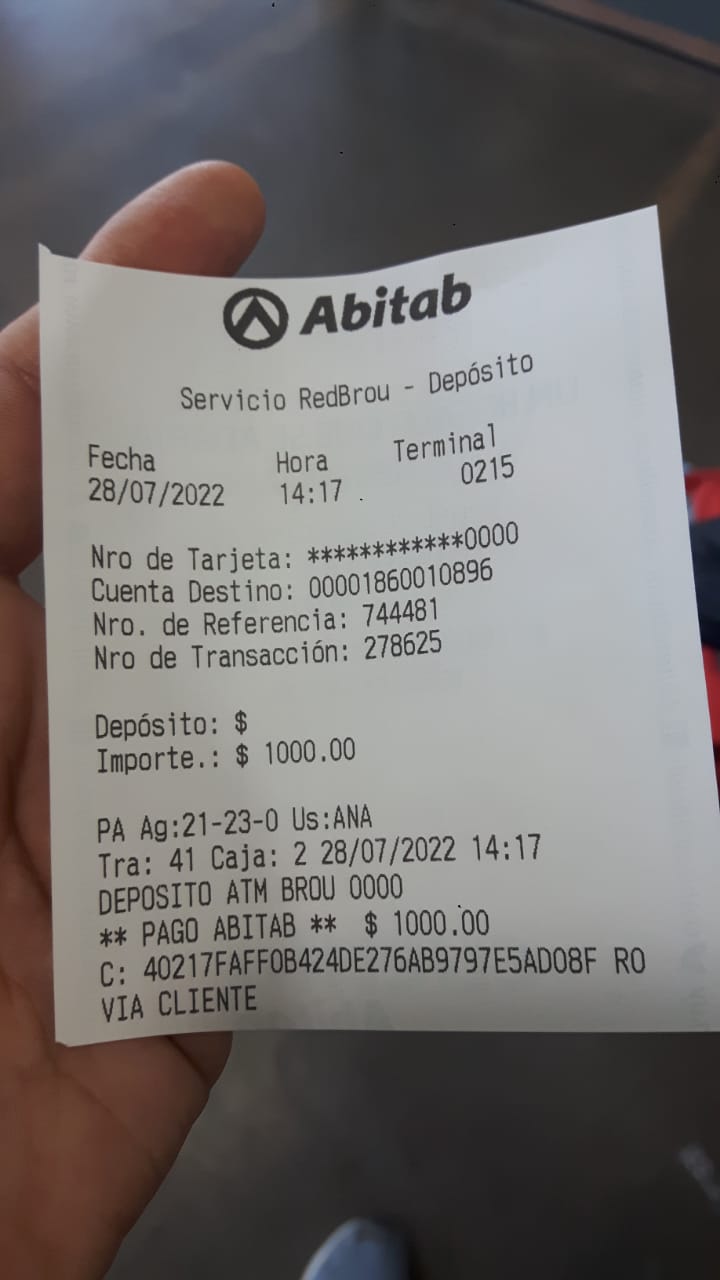 Abitab
Servicio RedBrou - Depósito
Fecha Hora Terminal
28/07/2022 14:17 0215
Nro de Tarjeta: ************0000
Cuenta Destino: 00001860010896
Nro. de Referencia: 744481
Nro de Transacción: 278625
Depósito: $
Importe.: $ 1000.00
PA Ag:21-23-0 Us:ANA
Tra: 41 Caja: 2 28/07/2022 14:17
DEPOSITO ATM BROU 0000
** PAGO ABITAB ** $ 1000.00
C: 40217FAFF0B424DE276AB9797E5AD08F RO
VIA CLIENTE